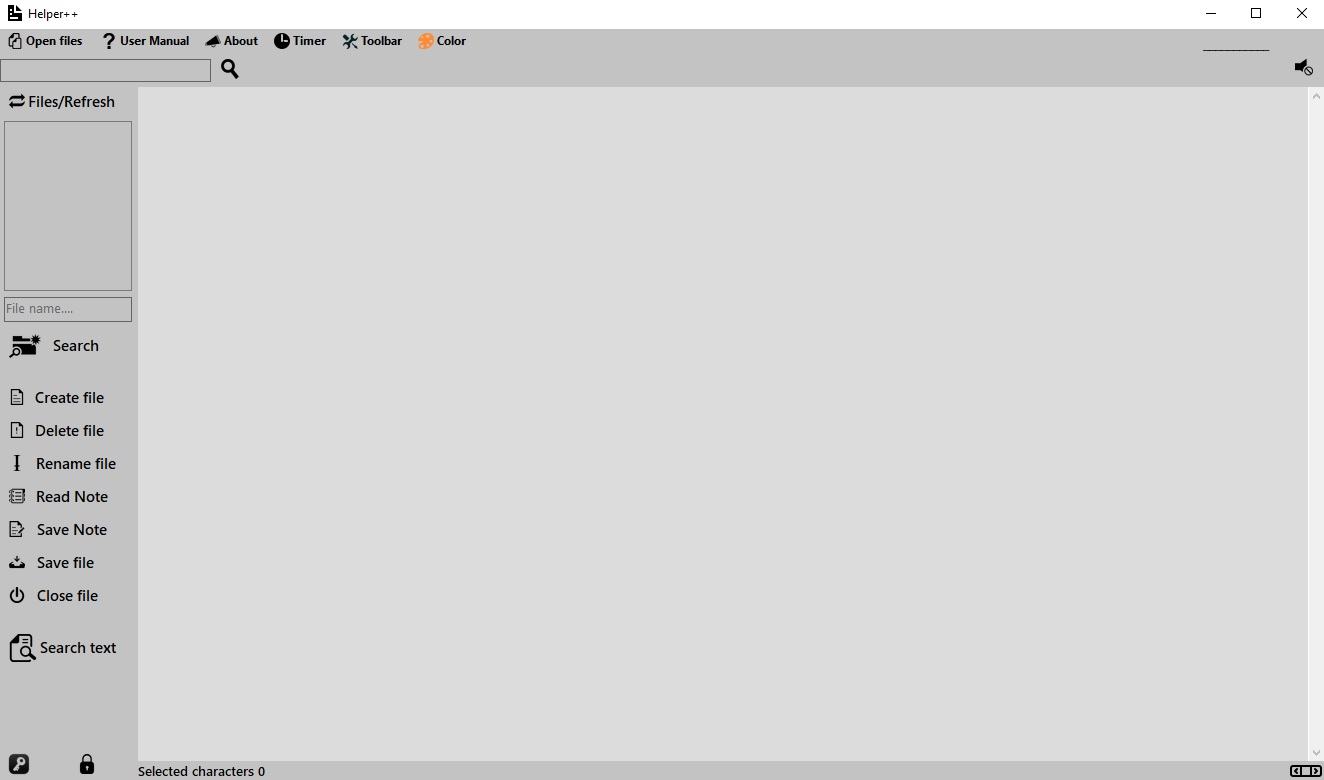 Helper++
Open files User Manual About Timer Toolbar Color
Files/Refresh
File name....
Search
Create file
Delete file
Rename file
Read Note
Save Note
Save file
Close file
Search text
Selected characters 0